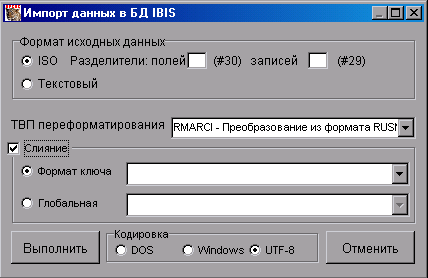 Импорт данных в БД IBIS
Формат исходных данных
ISO Разделители: полей (#30) записей (#29)
Текстовый
ТВП переформатирования RMARCI - Преобразование из формата RUSM
Слияние
Формат ключа
Глобальная
Выполнить
Кодировка
DOS Windows UTF-8
Отменить